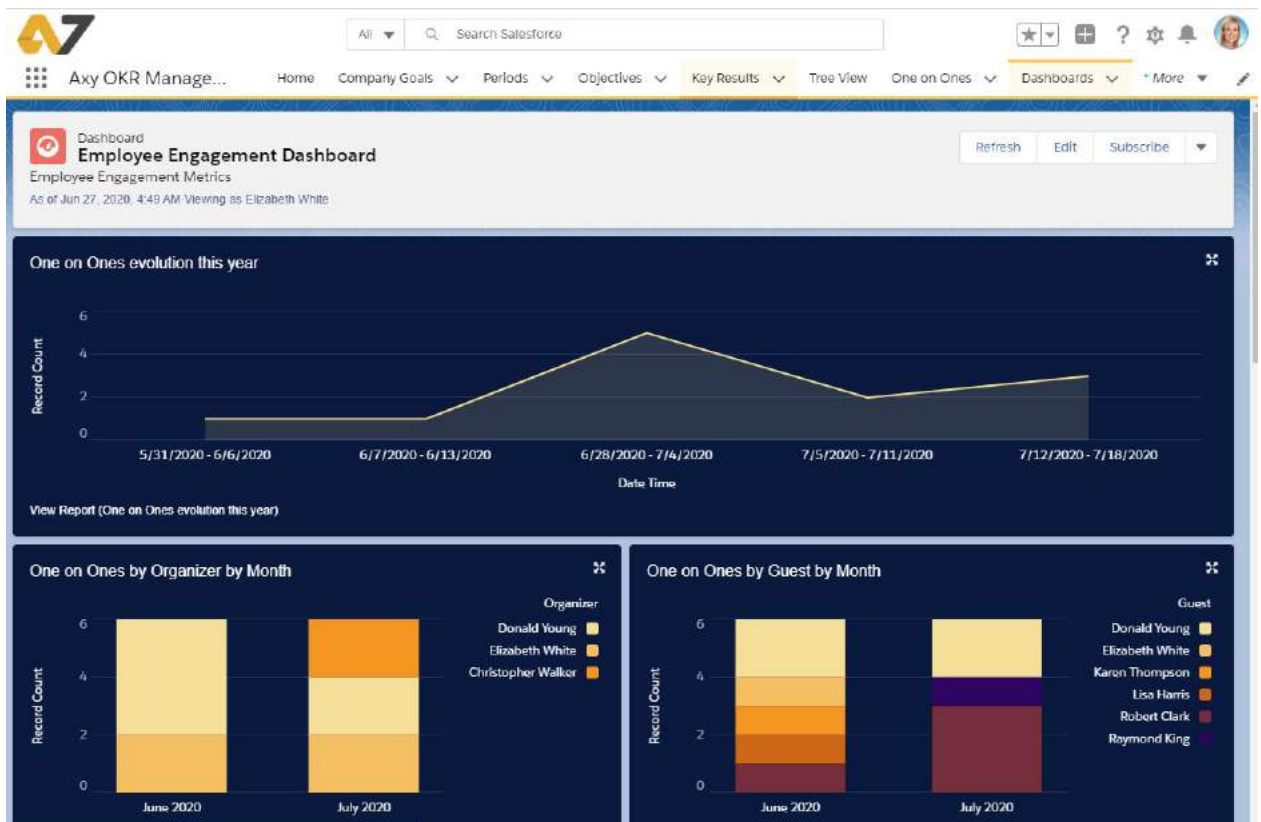 A7
All
Search Salesforce
Axy OKR Manage...
Home
Company Goals
Periods
Objectives
Key Results
Tree View
One on Ones
Dashboards
* More
Dashboard
Employee Engagement Dashboard
Employee Engagement Metrics
As of Jun 27, 2020, 4:49 AM Viewing as Elizabeth White
Refresh
Edit
Subscribe
One on Ones evolution this year
Record Count
6
4
2
0
5/31/2020 - 6/6/2020
6/7/2020 - 6/13/2020
6/28/2020 - 7/4/2020
7/5/2020 - 7/11/2020
7/12/2020 - 7/18/2020
Date Time
View Report (One on Ones evolution this year)
One on Ones by Organizer by Month
Record Count
6
4
2
0
June 2020
July 2020
Organizer
Donald Young
Elizabeth White
Christopher Walker
One on Ones by Guest by Month
Record Count
6
4
2
0
June 2020
July 2020
Guest
Donald Young
Elizabeth White
Karen Thompson
Lisa Harris
Robert Clark
Raymond King